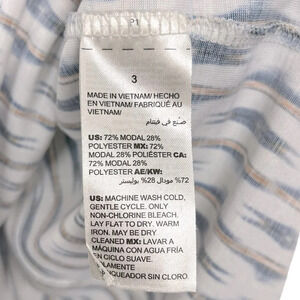 3
MADE IN VIETNAM/ HECHO
EN VIETNAM/ FABRIQUÉ AU
VIETNAM/
صنع في فيتنام
US: 72% MODAL 28%
POLYESTER MX: 72%
MODAL 28% POLIÉSTER CA:
72% MODAL 28%
POLYESTER AE/KW:
72% مودال 28% بوليستر
US: MACHINE WASH COLD,
GENTLE CYCLE. ONLY
NON-CHLORINE BLEACH.
LAY FLAT TO DRY. WARM
IRON. MAY BE DRY
CLEANED MX: LAVAR A
MÁQUINA CON AGUA FRÍA
EN CICLO SUAVE.
BLANQUEADOR SIN CLORO.